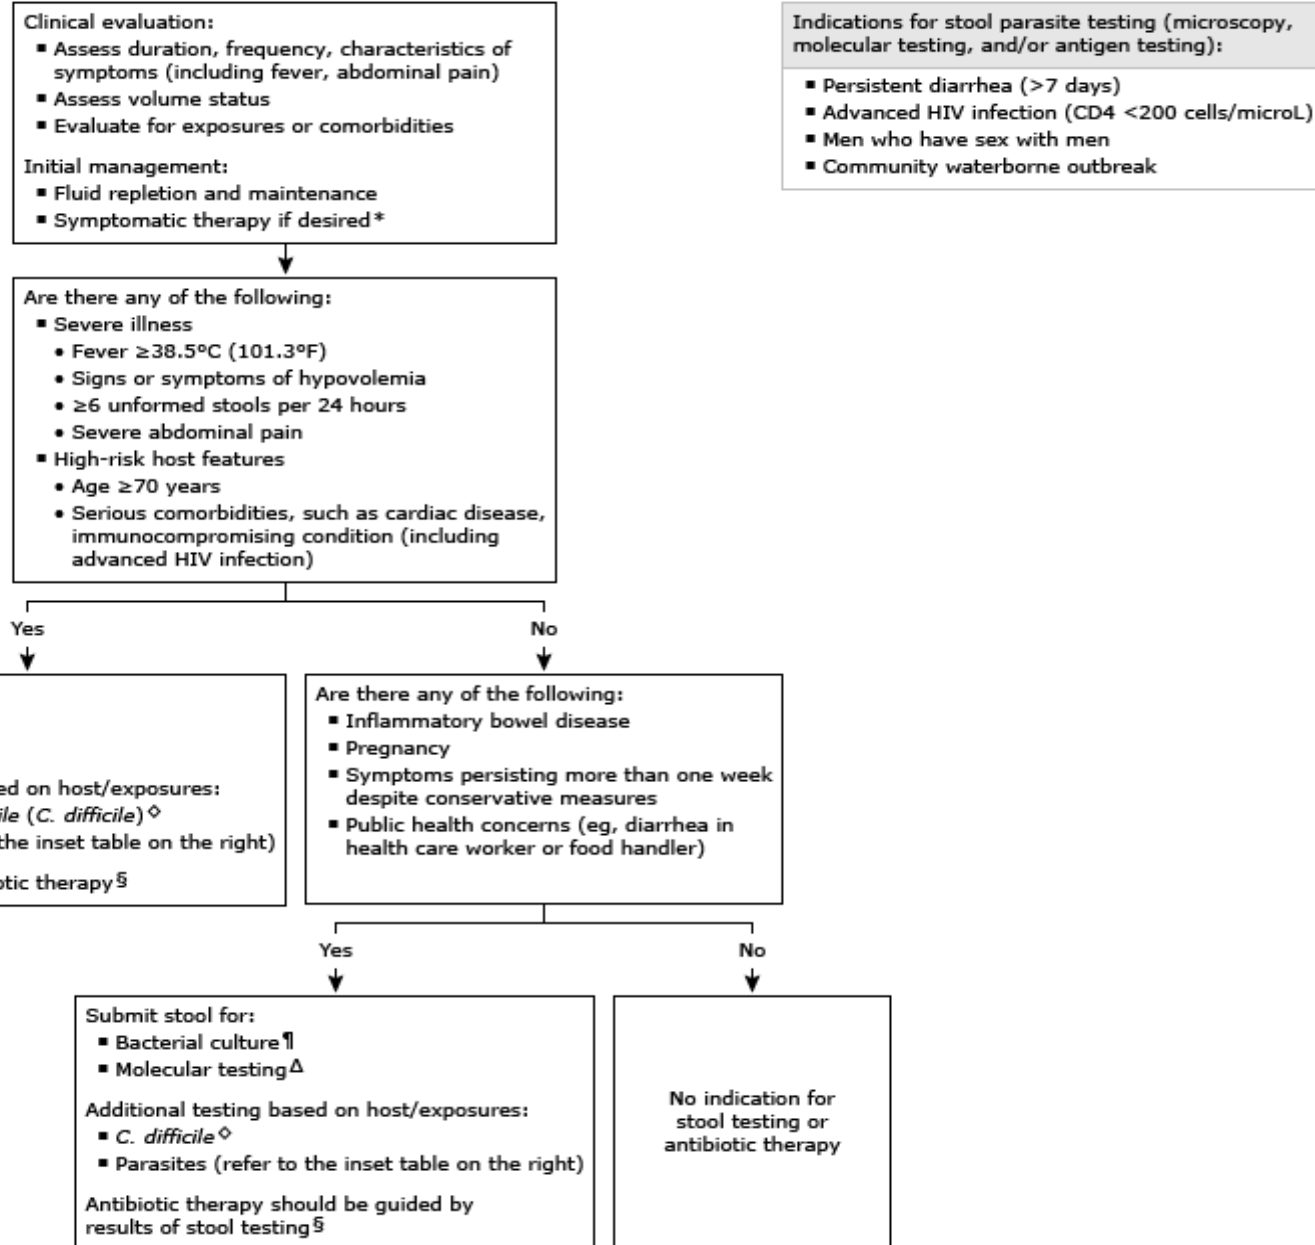 Clinical evaluation:
▪ Assess duration, frequency, characteristics of
symptoms (including fever, abdominal pain)
▪ Assess volume status
▪ Evaluate for exposures or comorbidities
Initial management:
▪ Fluid repletion and maintenance
▪ Symptomatic therapy if desired*
Indications for stool parasite testing (microscopy,
molecular testing, and/or antigen testing):
▪ Persistent diarrhea (>7 days)
▪ Advanced HIV infection (CD4 <200 cells/microL)
▪ Men who have sex with men
▪ Community waterborne outbreak
Are there any of the following:
▪ Severe illness
• Fever ≥38.5ºC (101.3ºF)
• Signs or symptoms of hypovolemia
• ≥6 unformed stools per 24 hours
• Severe abdominal pain
▪ High-risk host features
• Age ≥70 years
• Serious comorbidities, such as cardiac disease,
immunocompromising condition (including
advanced HIV infection)
Yes
No
ed on host/exposures:
ile (C. difficile)◇
the inset table on the right)
otic therapy§
Are there any of the following:
▪ Inflammatory bowel disease
▪ Pregnancy
▪ Symptoms persisting more than one week
despite conservative measures
▪ Public health concerns (eg, diarrhea in
health care worker or food handler)
Yes
No
Submit stool for:
▪ Bacterial culture¶
▪ Molecular testingΔ
Additional testing based on host/exposures:
▪ C. difficile◇
▪ Parasites (refer to the inset table on the right)
Antibiotic therapy should be guided by
results of stool testing§
No indication for
stool testing or
antibiotic therapy